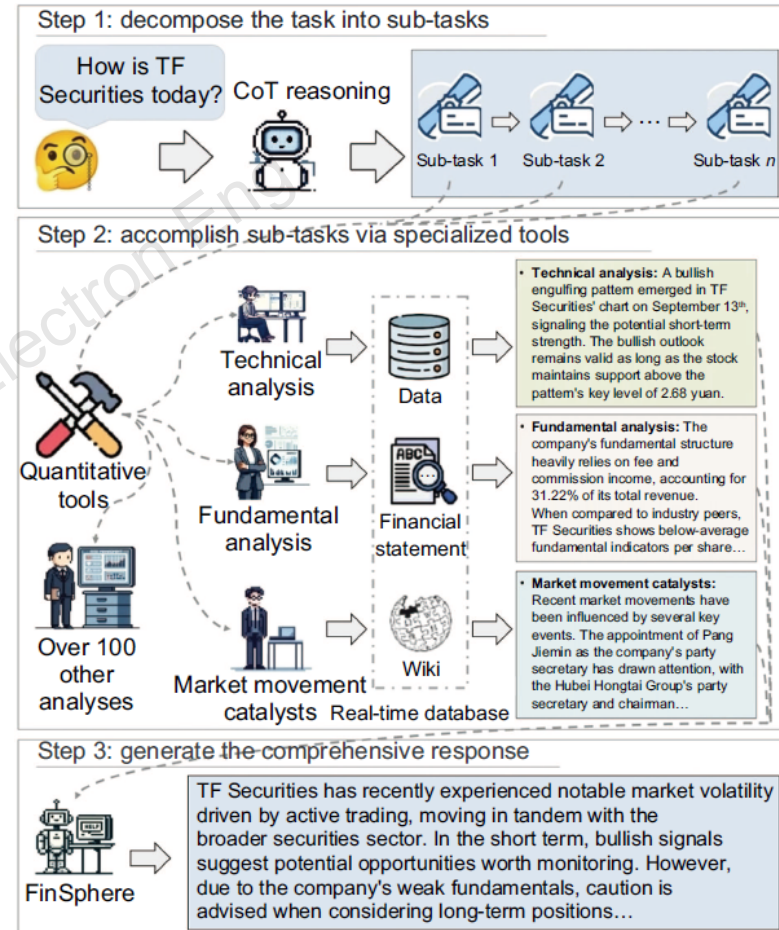 Step 1: decompose the task into sub-tasks
How is TF
Securities today?
CoT reasoning
Sub-task 1
Sub-task 2
...
Sub-task n
Step 2: accomplish sub-tasks via specialized tools
Quantitative
tools
Over 100
other
analyses
Technical
analysis
Fundamental
analysis
Market movement
catalysts
Data
ABC
Financial
statement
Wiki
Real-time database
• Technical analysis: A bullish
engulfing pattern emerged in TF
Securities' chart on September 13th,
signaling the potential short-term
strength. The bullish outlook
remains valid as long as the stock
maintains support above the
pattern's key level of 2.68 yuan.
• Fundamental analysis: The
company's fundamental structure
heavily relies on fee and
commission income, accounting for
31.22% of its total revenue.
When compared to industry peers,
TF Securities shows below-average
fundamental indicators per share…
• Market movement catalysts:
Recent market movements have
been influenced by several key
events. The appointment of Pang
Jiemin as the company's party
secretary has drawn attention, with
the Hubei Hongtai Group's party
secretary and chairman…
Step 3: generate the comprehensive response
HELP
FinSphere
TF Securities has recently experienced notable market volatility
driven by active trading, moving in tandem with the
broader securities sector. In the short term, bullish signals
suggest potential opportunities worth monitoring. However,
due to the company's weak fundamentals, caution is
advised when considering long-term positions…